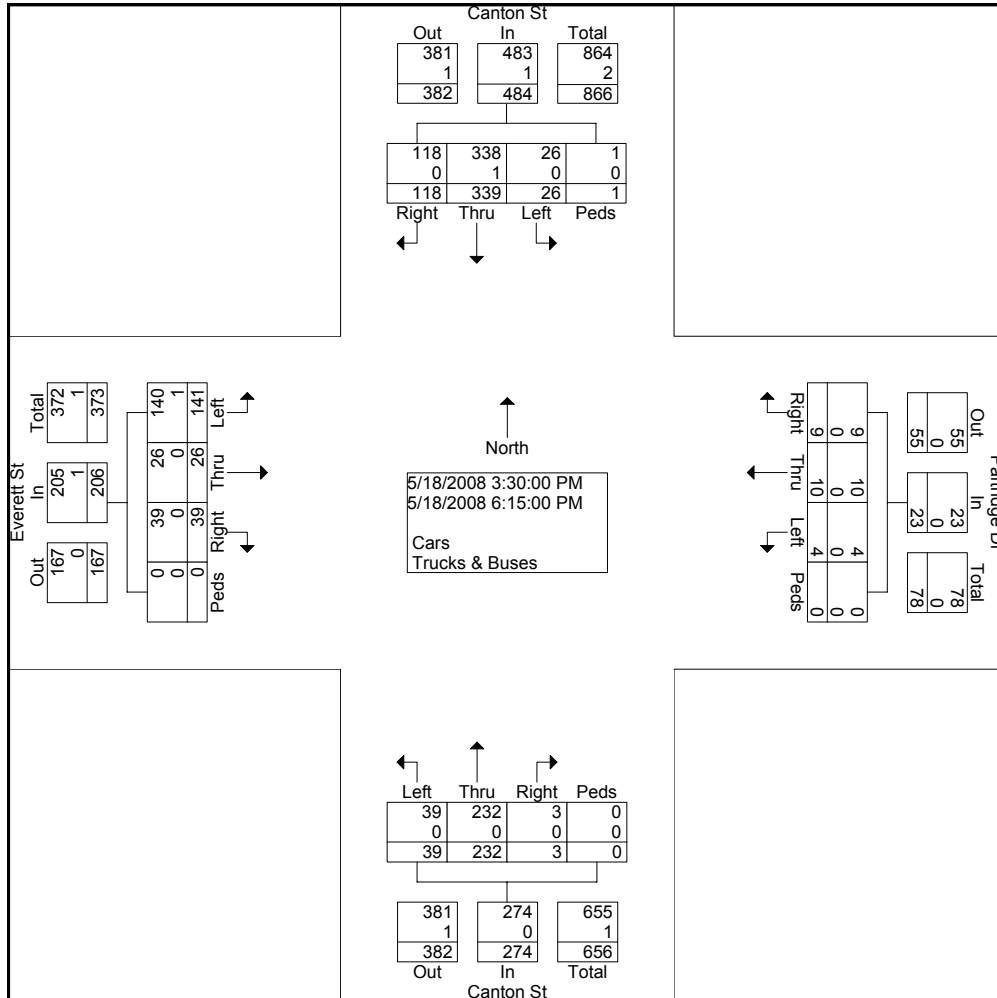 Canton St
Out In Total
381 483 864
1 1 2
382 484 866
118 338 26 1
0 1 0 0
118 339 26 1
Right Thru Left Peds
Everett St
Total In Out
372 205 167
1 1 0
373 206 167
140 26 39 0
1 0 0 0
141 26 39 0
Left Thru Right Peds
North
5/18/2008 3:30:00 PM
5/18/2008 6:15:00 PM
Cars
Trucks & Buses
Right Thru Left Peds
9 10 4 0
0 0 0 0
9 10 4 0
Out In Total
55 23 78
0 0 0
55 23 78
Left Thru Right Peds
39 232 3 0
0 0 0 0
39 232 3 0
381 274 655
1 0 1
382 274 656
Out In Total
Canton St